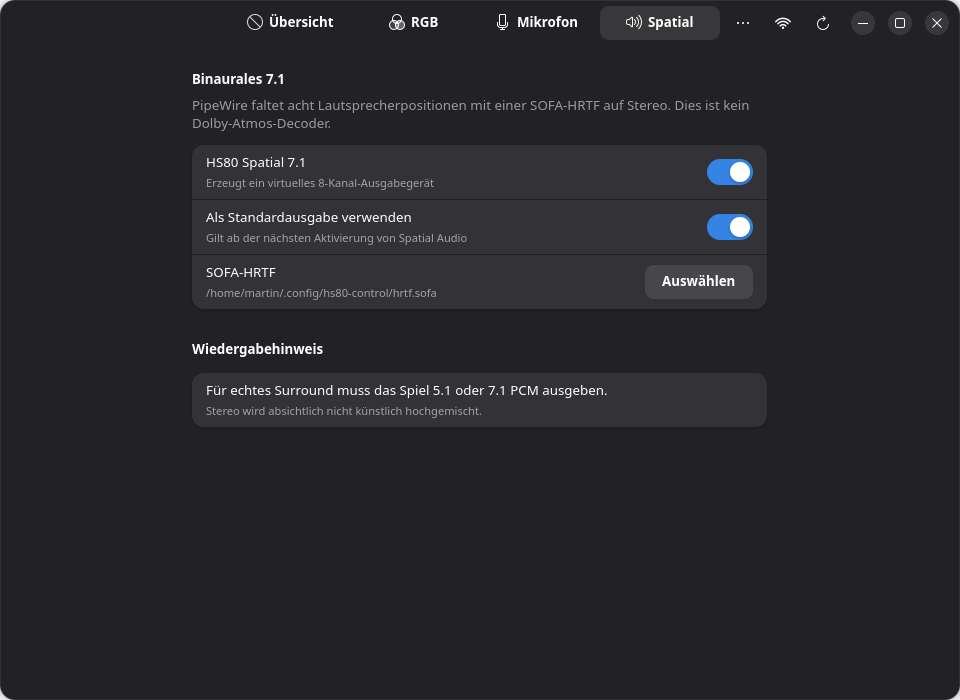 Übersicht
RGB
Mikrofon
Spatial
Binaurales 7.1
PipeWire faltet acht Lautsprecherpositionen mit einer SOFA-HRTF auf Stereo. Dies ist kein
Dolby-Atmos-Decoder.
HS80 Spatial 7.1
Erzeugt ein virtuelles 8-Kanal-Ausgabegerät
Als Standardausgabe verwenden
Gilt ab der nächsten Aktivierung von Spatial Audio
SOFA-HRTF
/home/martin/.config/hs80-control/hrtf.sofa
Auswählen
Wiedergabehinweis
Für echtes Surround muss das Spiel 5.1 oder 7.1 PCM ausgeben.
Stereo wird absichtlich nicht künstlich hochgemischt.